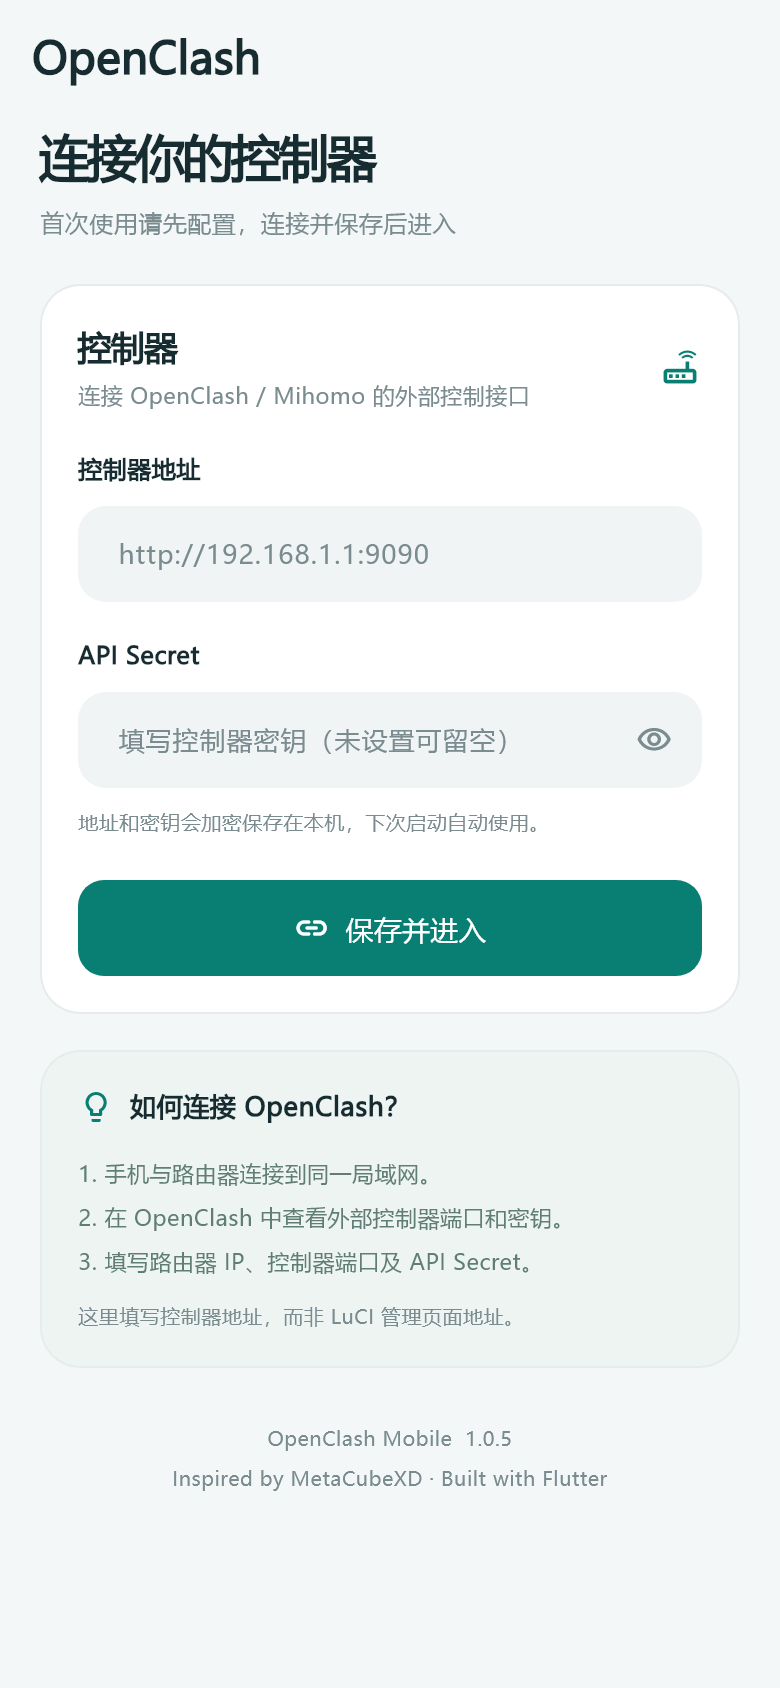 OpenClash
连接你的控制器
首次使用请先配置，连接并保存后进入
控制器
连接 OpenClash / Mihomo 的外部控制接口
控制器地址
http://192.168.1.1:9090
API Secret
填写控制器密钥（未设置可留空）
地址和密钥会加密保存在本机，下次启动自动使用。
保存并进入
如何连接 OpenClash？
1. 手机与路由器连接到同一局域网。
2. 在 OpenClash 中查看外部控制器端口和密钥。
3. 填写路由器 IP、控制器端口及 API Secret。
这里填写控制器地址，而非 LuCI 管理页面地址。
OpenClash Mobile  1.0.5
Inspired by MetaCubeXD · Built with Flutter